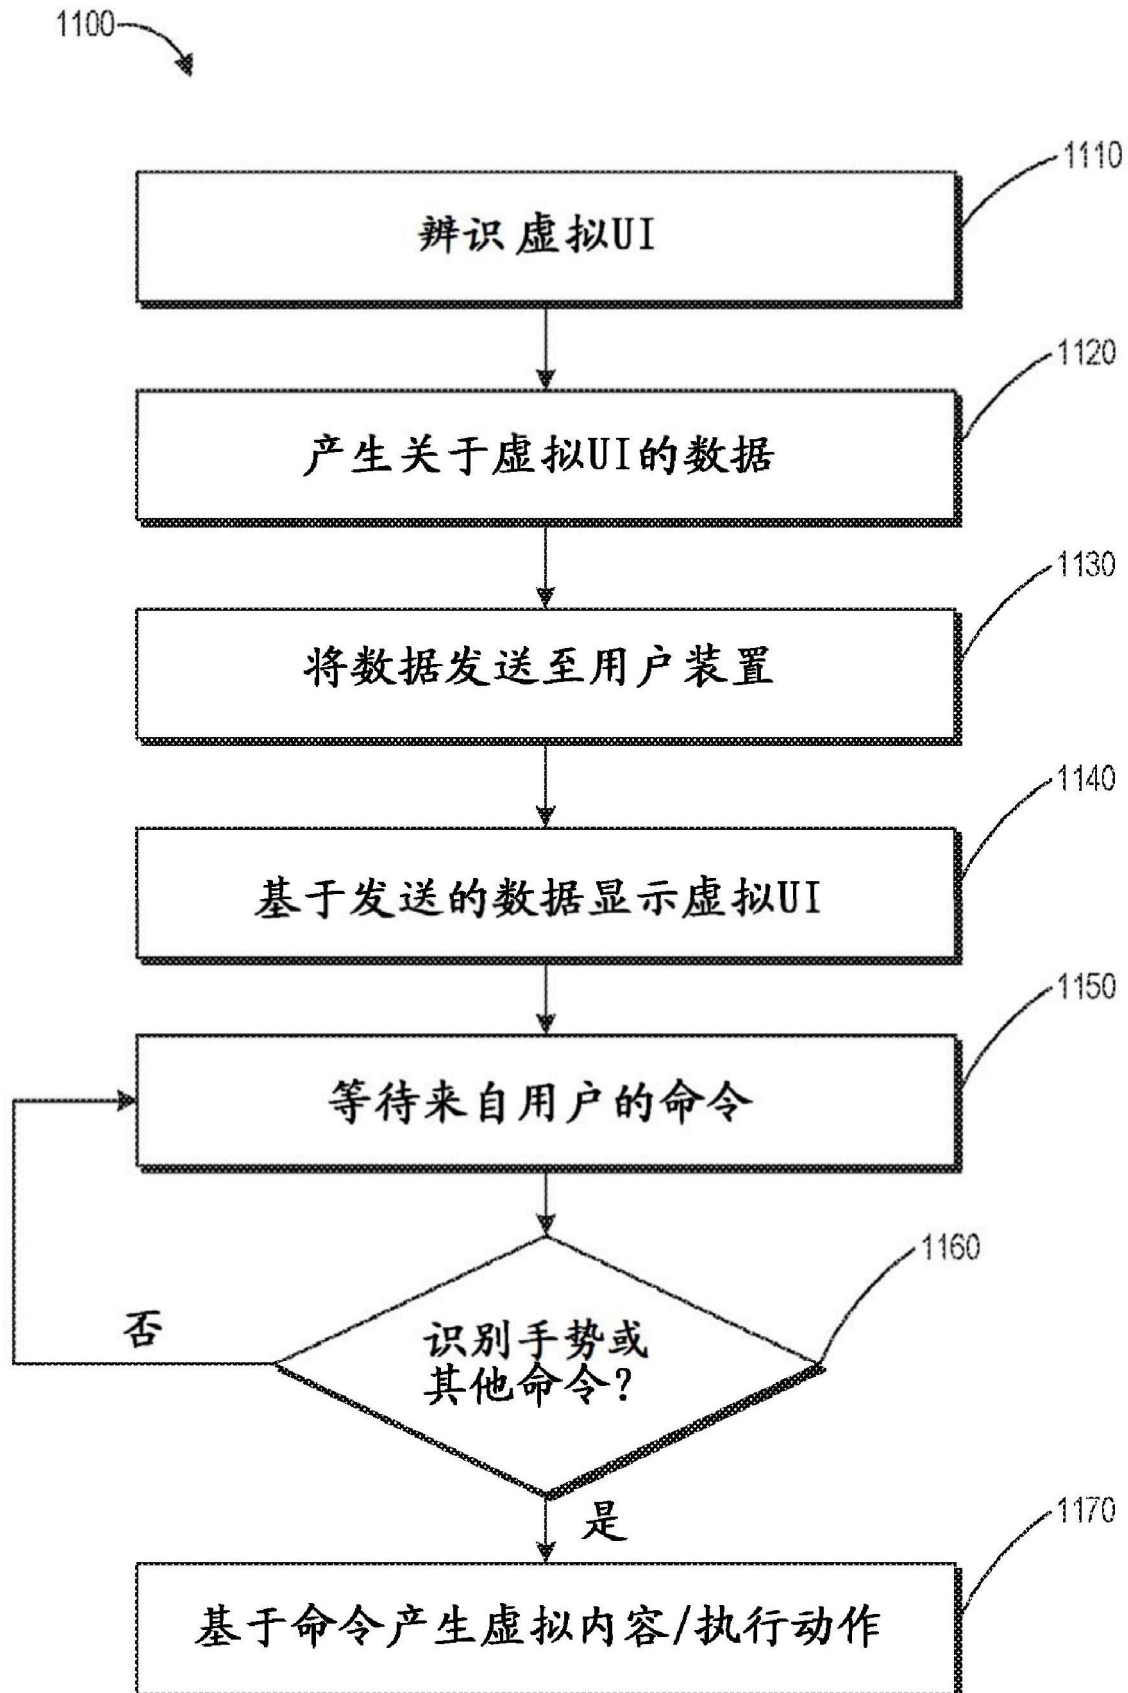 1100
1110
辨识虚拟UI
1120
产生关于虚拟UI的数据
1130
将数据发送至用户装置
1140
基于发送的数据显示虚拟UI
1150
等待来自用户的命令
1160
否
识别手势或
其他命令?
是
1170
基于命令产生虚拟内容/执行动作